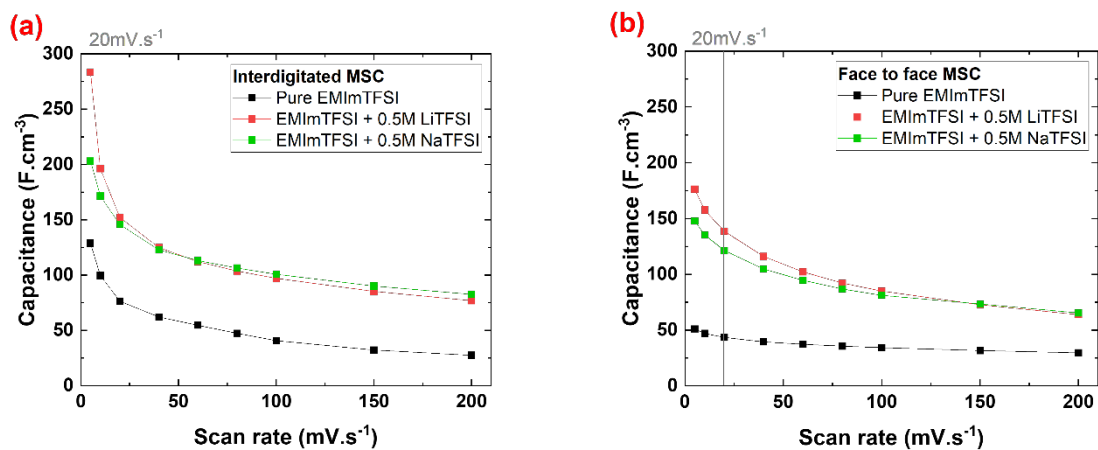 (a)
20mV.s⁻¹
Interdigitated MSC
Pure EMImTFSI
EMImTFSI + 0.5M LiTFSI
EMImTFSI + 0.5M NaTFSI
Capacitance (F.cm⁻³)
300
250
200
150
100
50
0
0 50 100 150 200
Scan rate (mV.s⁻¹)
(b)
20mV.s⁻¹
Face to face MSC
Pure EMImTFSI
EMImTFSI + 0.5M LiTFSI
EMImTFSI + 0.5M NaTFSI
Capacitance (F.cm⁻³)
300
250
200
150
100
50
0
0 50 100 150 200
Scan rate (mV.s⁻¹)